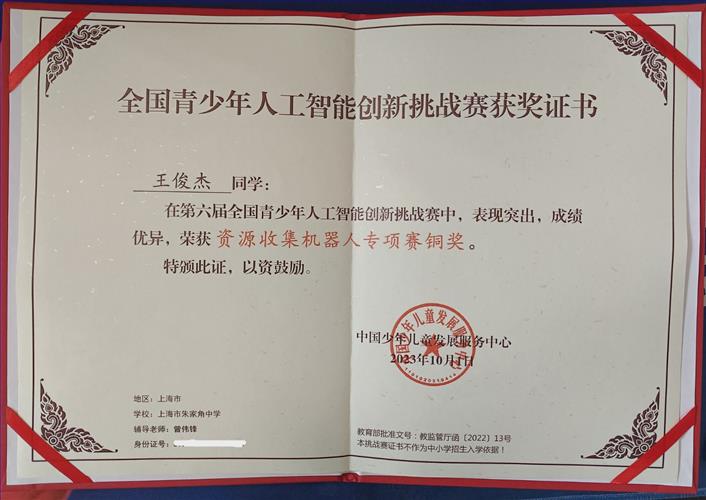 全国青少年人工智能创新挑战赛获奖证书
王俊杰 同学：
在第六届全国青少年人工智能创新挑战赛中，表现突出，成绩
优异，荣获 资源收集机器人专项赛铜奖。
特颁此证，以资鼓励。
中国少年儿童发展服务中心
2023年10月1日
地区：上海市
学校：上海市朱家角中学
辅导老师：曾伟锋
身份证号：
教育部批准文号：教监管厅函〔2022〕13号
本挑战赛证书不作为中小学招生入学依据！